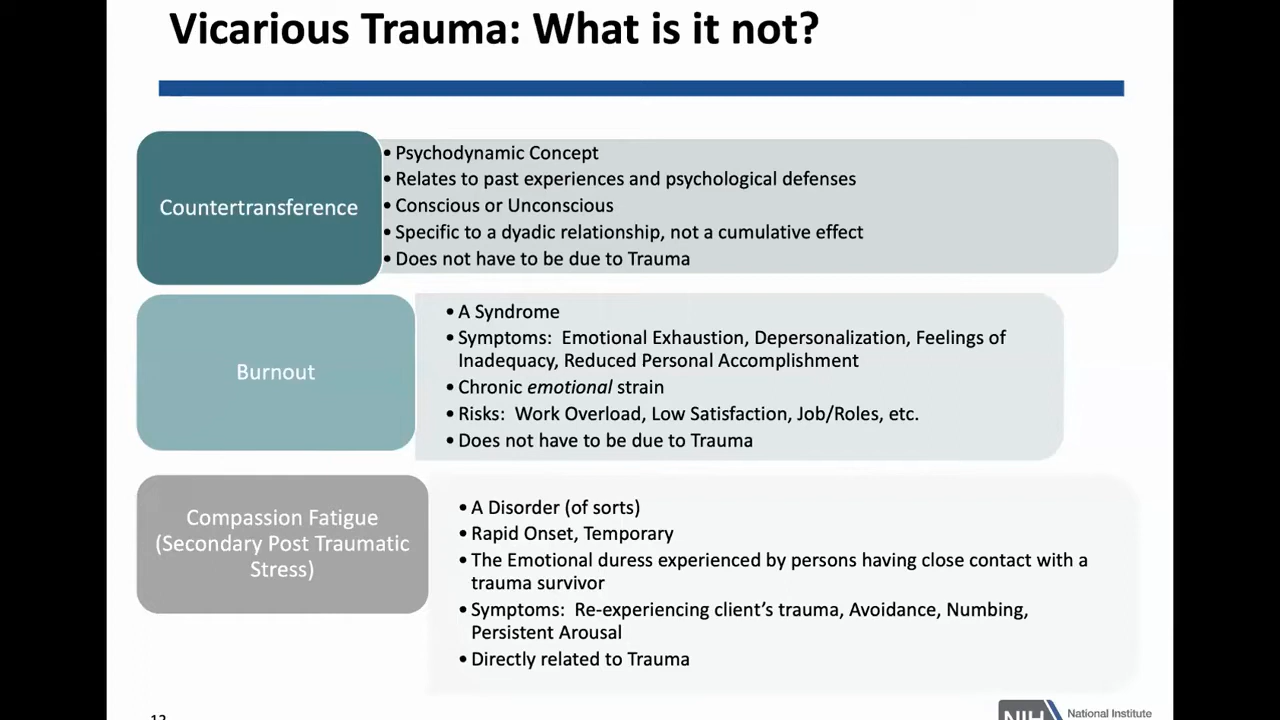 Vicarious Trauma: What is it not?
Countertransference
• Psychodynamic Concept
• Relates to past experiences and psychological defenses
• Conscious or Unconscious
• Specific to a dyadic relationship, not a cumulative effect
• Does not have to be due to Trauma
Burnout
• A Syndrome
• Symptoms: Emotional Exhaustion, Depersonalization, Feelings of
Inadequacy, Reduced Personal Accomplishment
• Chronic emotional strain
• Risks: Work Overload, Low Satisfaction, Job/Roles, etc.
• Does not have to be due to Trauma
Compassion Fatigue
(Secondary Post Traumatic
Stress)
• A Disorder (of sorts)
• Rapid Onset, Temporary
• The Emotional duress experienced by persons having close contact with a
trauma survivor
• Symptoms: Re-experiencing client's trauma, Avoidance, Numbing,
Persistent Arousal
• Directly related to Trauma
12
NIH
National Institute